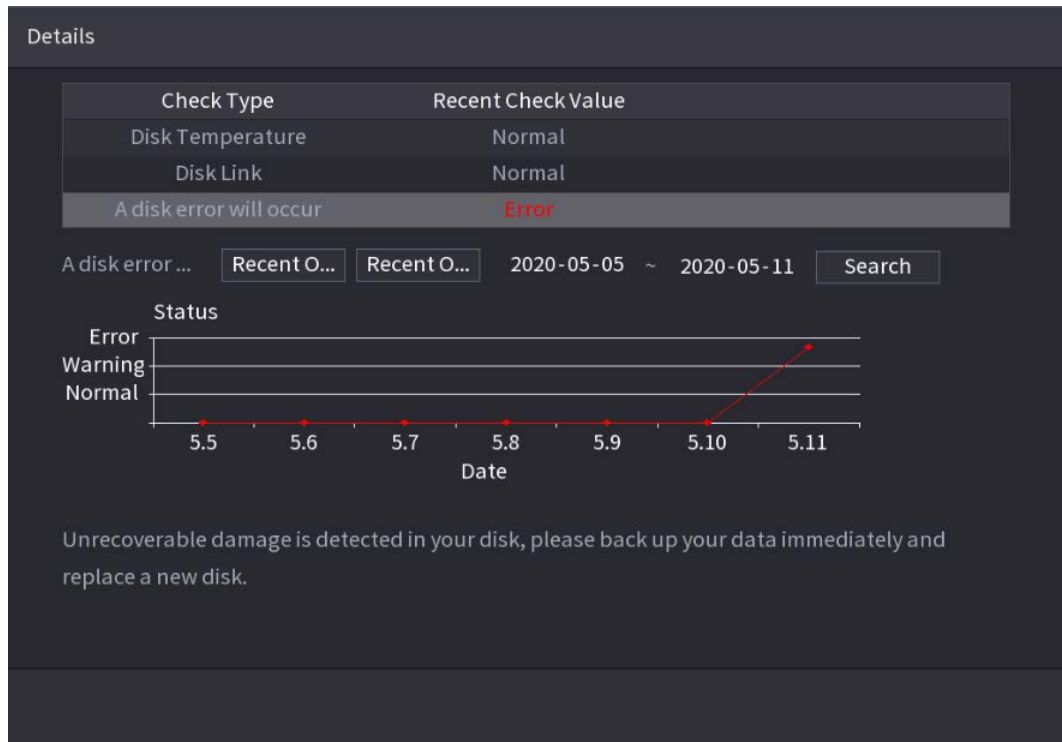 Details
Check Type Recent Check Value
Disk Temperature Normal
Disk Link Normal
A disk error will occur Error
A disk error ... Recent O... Recent O... 2020-05-05 ~ 2020-05-11 Search
Status
Error
Warning
Normal
5.5 5.6 5.7 5.8 5.9 5.10 5.11
Date
Unrecoverable damage is detected in your disk, please back up your data immediately and
replace a new disk.